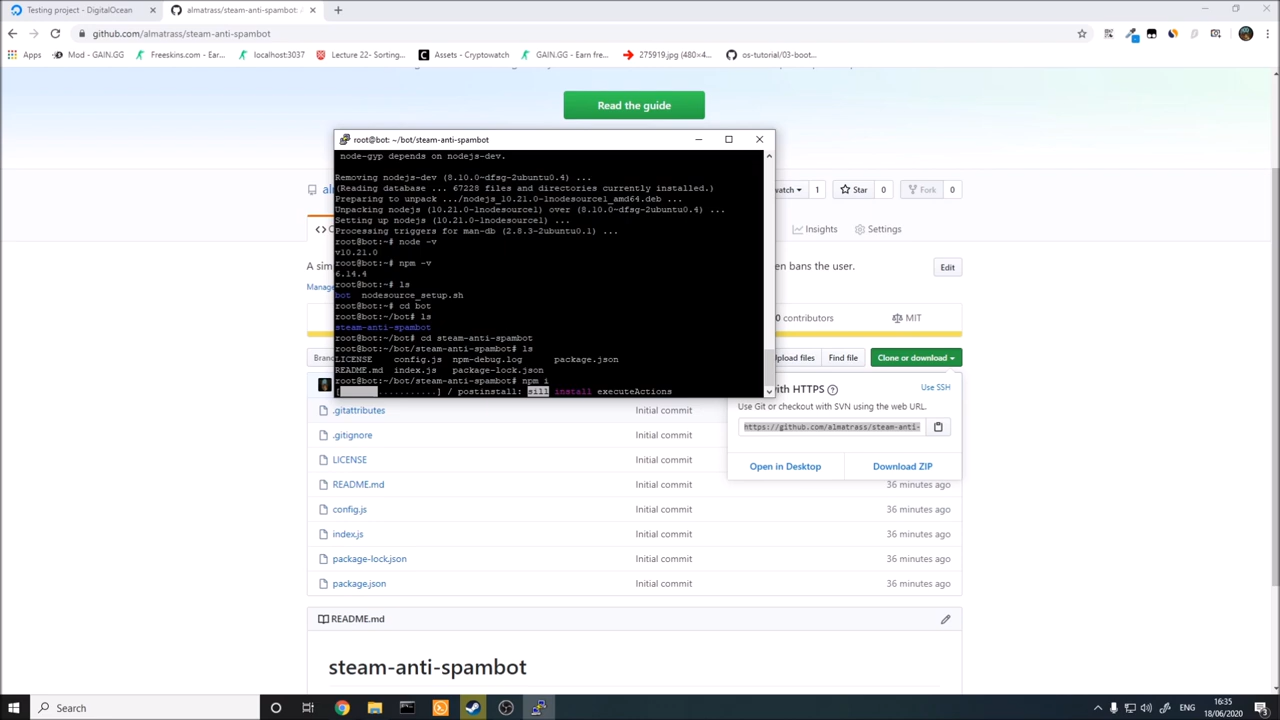 Testing project - DigitalOcean
almatrass/steam-anti-spambot:
github.com/almatrass/steam-anti-spambot
Apps
Mod - GAIN.GG
Freeskins.com - Ear...
localhost:3037
Lecture 22- Sorting...
Assets - Cryptowatch
GAIN.GG - Earn free...
275919.jpg (480×4...
os-tutorial/03-boot...
Read the guide
root@bot: ~/bot/steam-anti-spambot
node-gyp depends on nodejs-dev.
Removing nodejs-dev (8.10.0~dfsg-2ubuntu0.4) ...
(Reading database ... 67228 files and directories currently installed.)
Preparing to unpack .../nodejs_10.21.0-1nodesource1_amd64.deb ...
Unpacking nodejs (10.21.0-1nodesource1) over (8.10.0~dfsg-2ubuntu0.4) ...
Setting up nodejs (10.21.0-1nodesource1) ...
Processing triggers for man-db (2.8.3-2ubuntu0.1) ...
root@bot:~# node -v
v10.21.0
root@bot:~# npm -v
6.14.4
root@bot:~# ls
bot nodesource_setup.sh
root@bot:~# cd bot
root@bot:~/bot# ls
steam-anti-spambot
root@bot:~/bot# cd steam-anti-spambot
root@bot:~/bot/steam-anti-spambot# ls
LICENSE config.js npm-debug.log package.json
README.md index.js package-lock.json
root@bot:~/bot/steam-anti-spambot# npm i
[ ...........] / postinstall: sill install executeActions
al
watch 1
Star 0
Fork 0
Insights
Settings
A sim
en bans the user.
Edit
Manage
0 contributors
MIT
Bran
pload files
Find file
Clone or download
with HTTPS
Use SSH
Use Git or checkout with SVN using the web URL.
https://github.com/almatrass/steam-anti-
Open in Desktop
Download ZIP
.gitattributes Initial commit
.gitignore Initial commit
LICENSE Initial commit
README.md Initial commit 36 minutes ago
config.js Initial commit 36 minutes ago
index.js Initial commit 36 minutes ago
package-lock.json Initial commit 36 minutes ago
package.json Initial commit 36 minutes ago
README.md
steam-anti-spambot
Search
ENG
16:35
18/06/2020
3